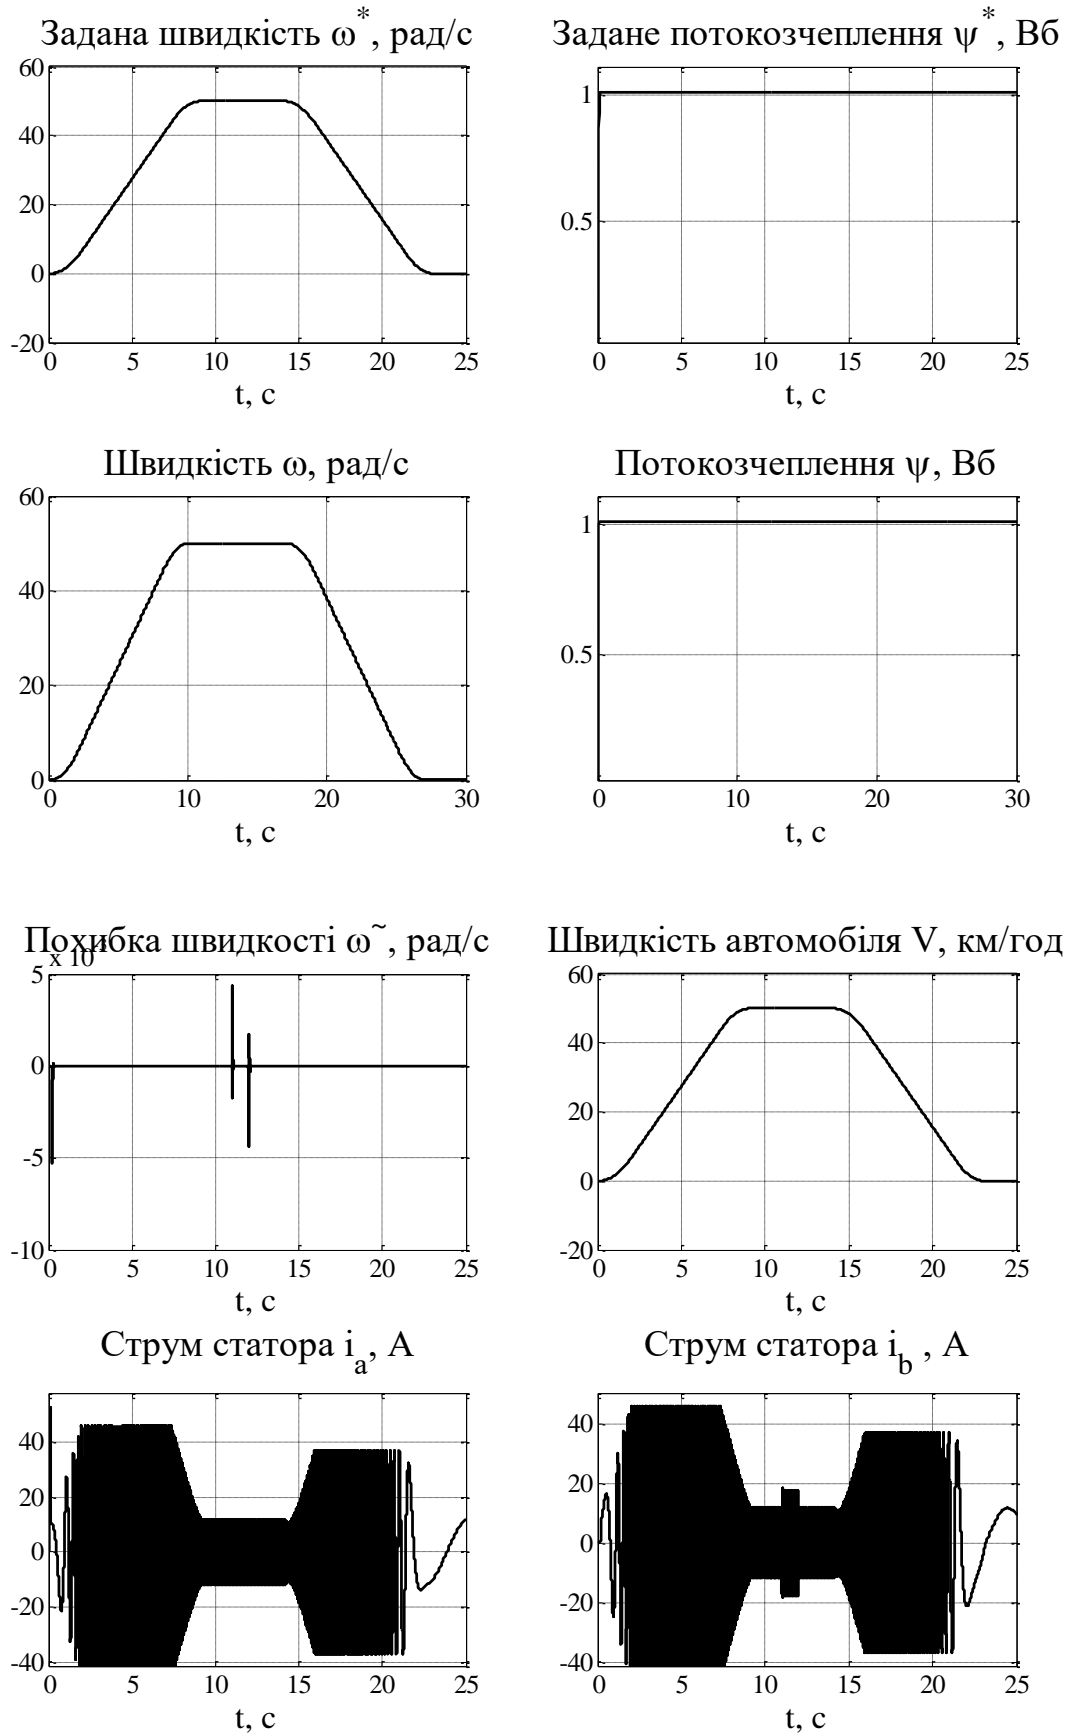 Задана швидкість ω*, рад/с
Задане потокозчеплення ψ*, Вб
60
40
20
0
-20
0 5 10 15 20 25
t, с
1
0.5
0 5 10 15 20 25
t, с
Швидкість ω, рад/с
Потокозчеплення ψ, Вб
60
40
20
0
0 10 20 30
t, с
1
0.5
0 10 20 30
t, с
Похибка швидкості ω~, рад/с
Швидкість автомобіля V, км/год
x 10
5
0
-5
-10
0 5 10 15 20 25
t, с
60
40
20
0
-20
0 5 10 15 20 25
t, с
Струм статора i_a, А
Струм статора i_b , А
40
20
0
-20
-40
0 5 10 15 20 25
t, с
40
20
0
-20
-40
0 5 10 15 20 25
t, с